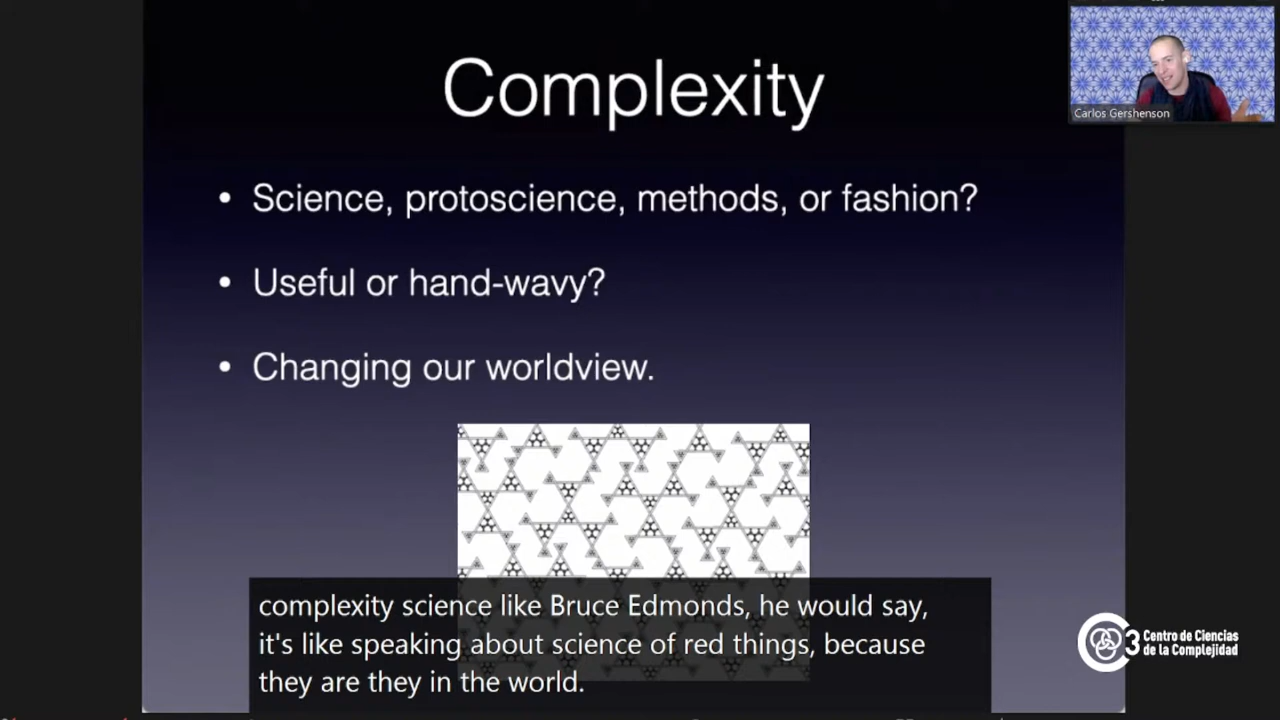 Complexity
Carlos Gershenson
• Science, protoscience, methods, or fashion?
• Useful or hand-wavy?
• Changing our worldview.
complexity science like Bruce Edmonds, he would say,
it's like speaking about science of red things, because
they are they in the world.
C3 Centro de Ciencias
de la Complejidad